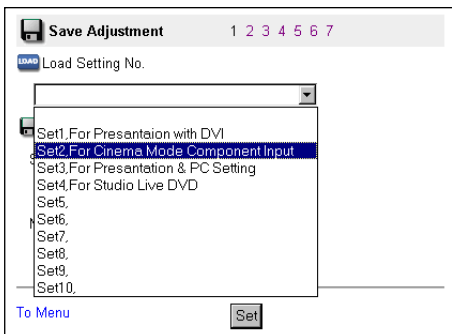 Save Adjustment 1 2 3 4 5 6 7
LOAD Load Setting No.
Set1,For Presantaion with DVI
Set2,For Cinema Mode Component Input
Set3,For Presantation & PC Setting
Set4,For Studio Live DVD
Set5,
Set6,
Set7,
Set8,
Set9,
Set10,
To Menu Set